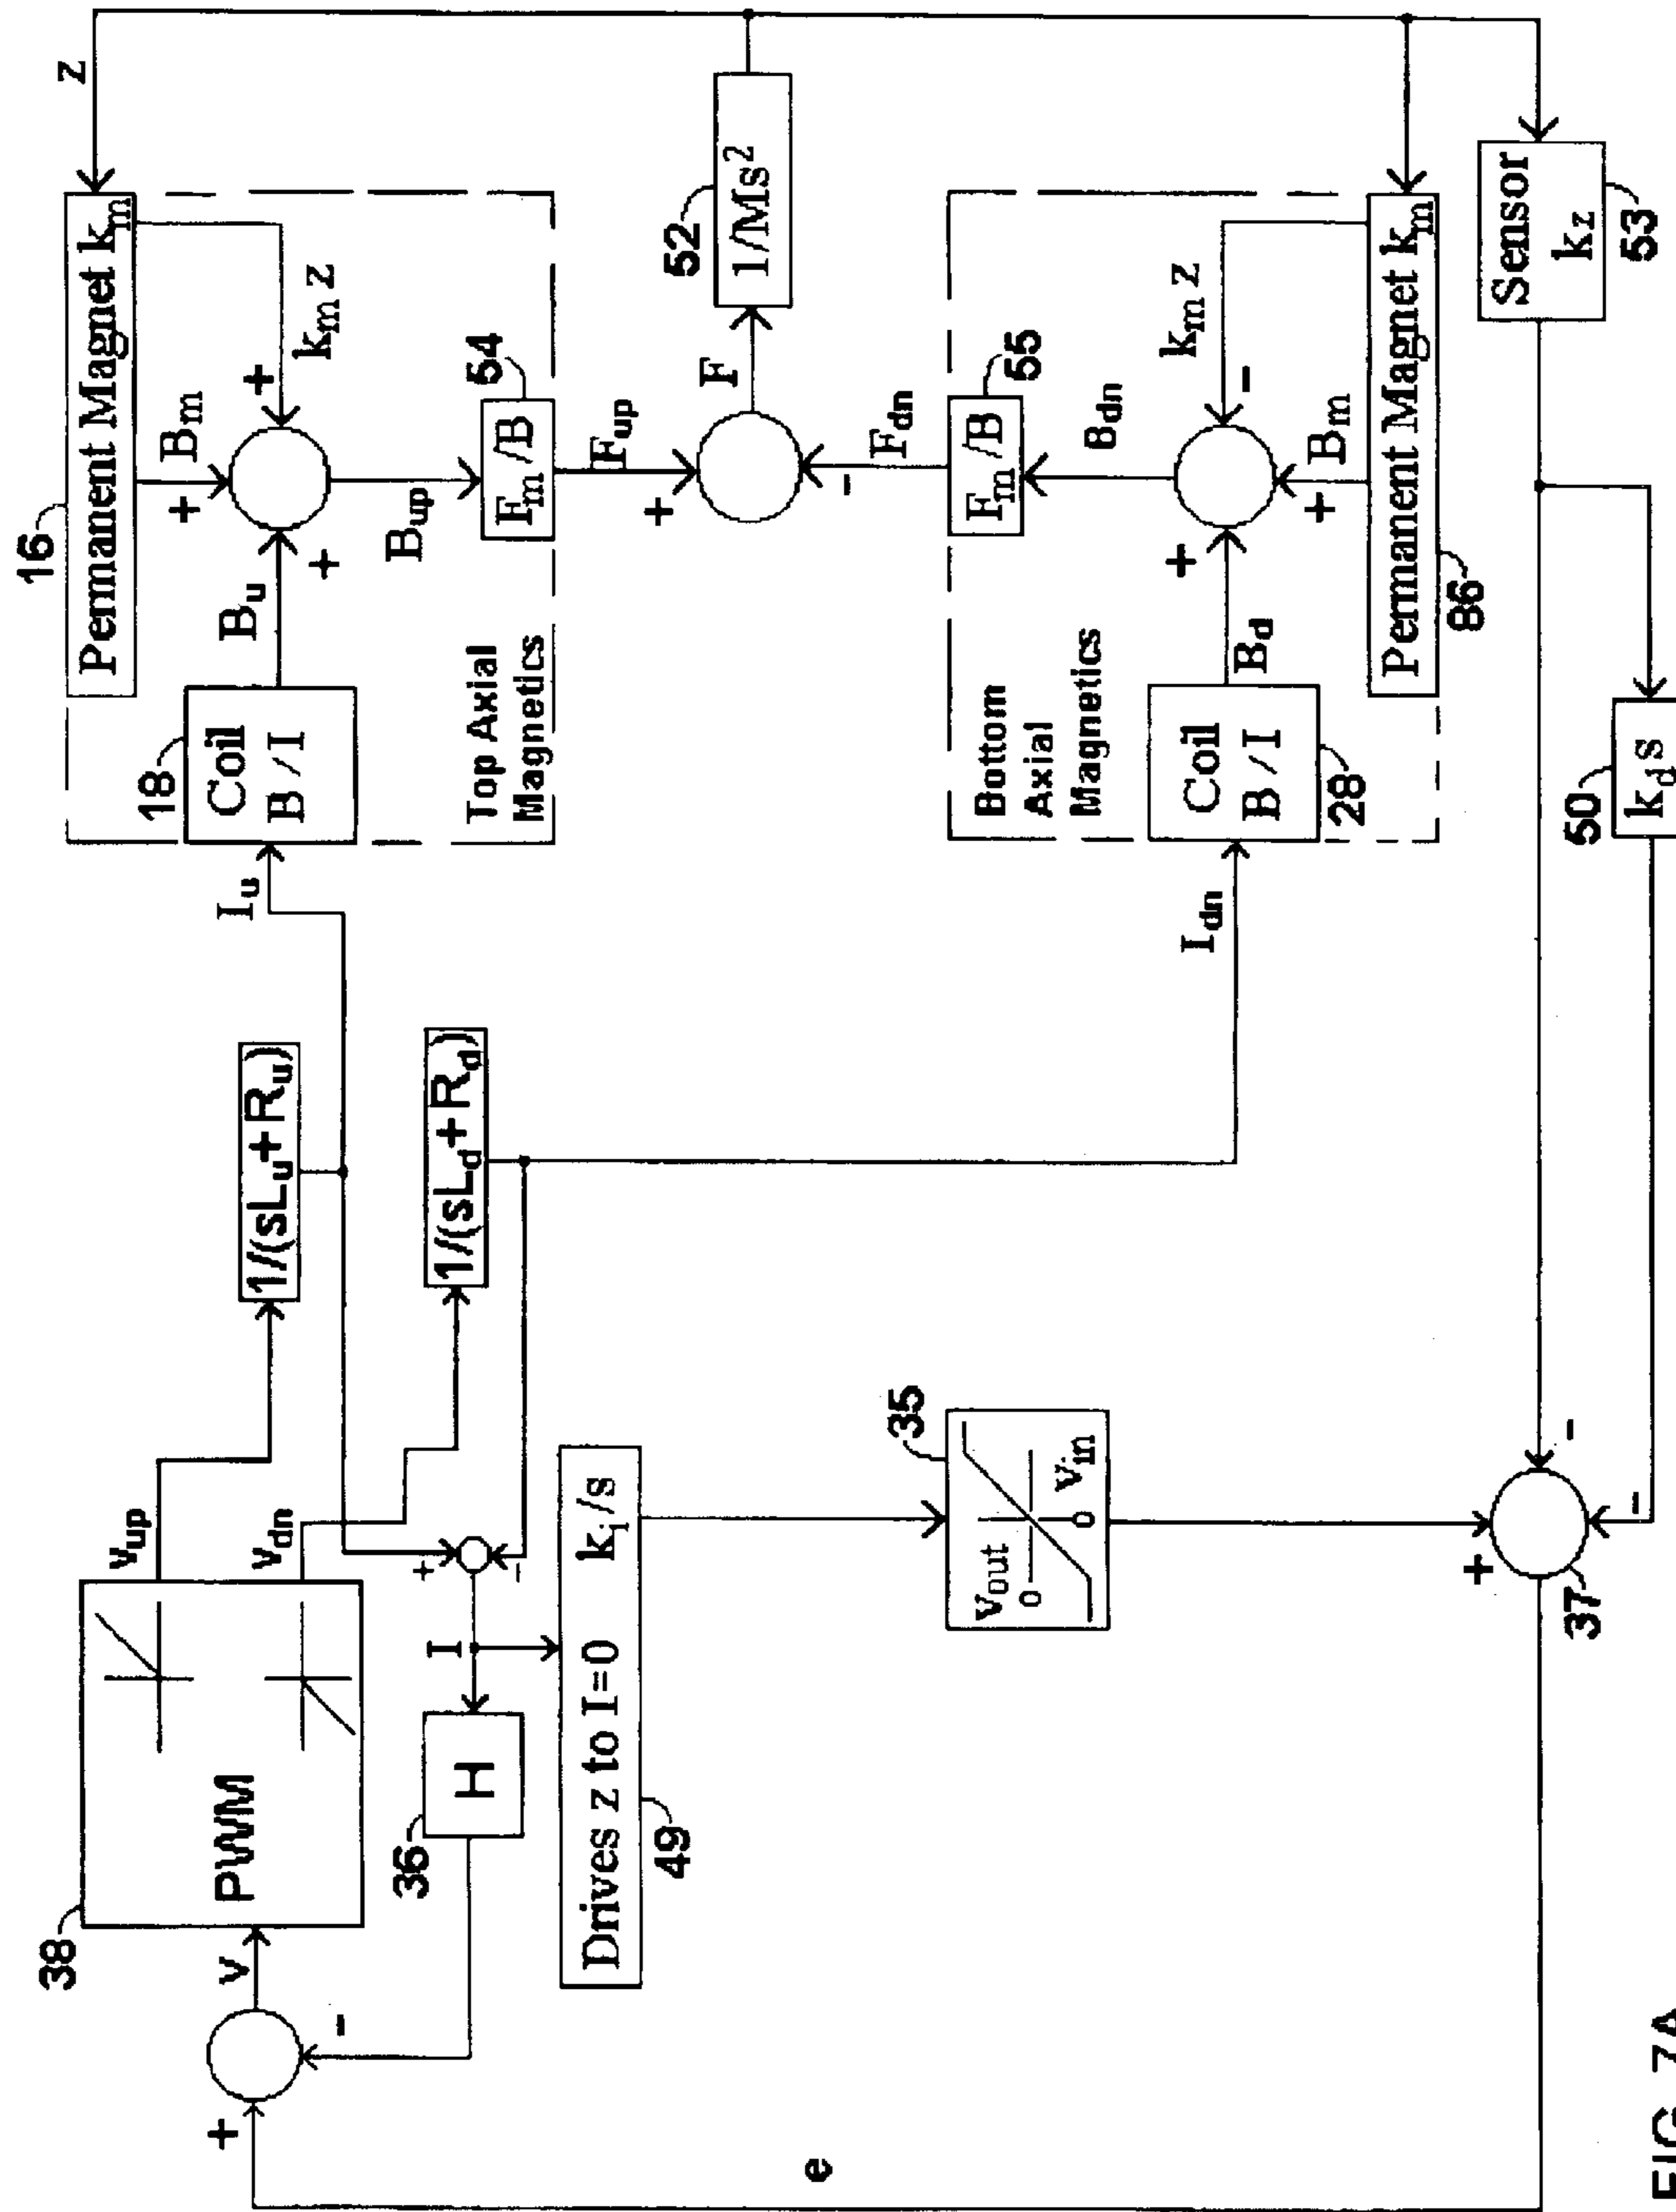 38
PWM
V
+
-
V_up
V_dn
1/(sL_u+R_u)
1/(sL_d+R_d)
I_u
I_dn
+
-
I
36
H
Drives z to I=0 k_i/s
49
35
V_out
0
0
V_in
e
+
-
-
37
16
Permanent Magnet k_m
z
18
Coil
B/I
B_u
+
B_m
+
+
k_m z
B_up
54
F_m/B
Top Axial
Magnetics
F_up
+
F
52
1/Ms²
-
F_dn
55
F_m/B
Bottom
Axial
Magnetics
B_dn
k_m z
-
+
B_m
+
B_d
Coil
B/I
28
Permanent Magnet k_m
86
Sensor
k_z
53
50
k_d s
FIG. 7A